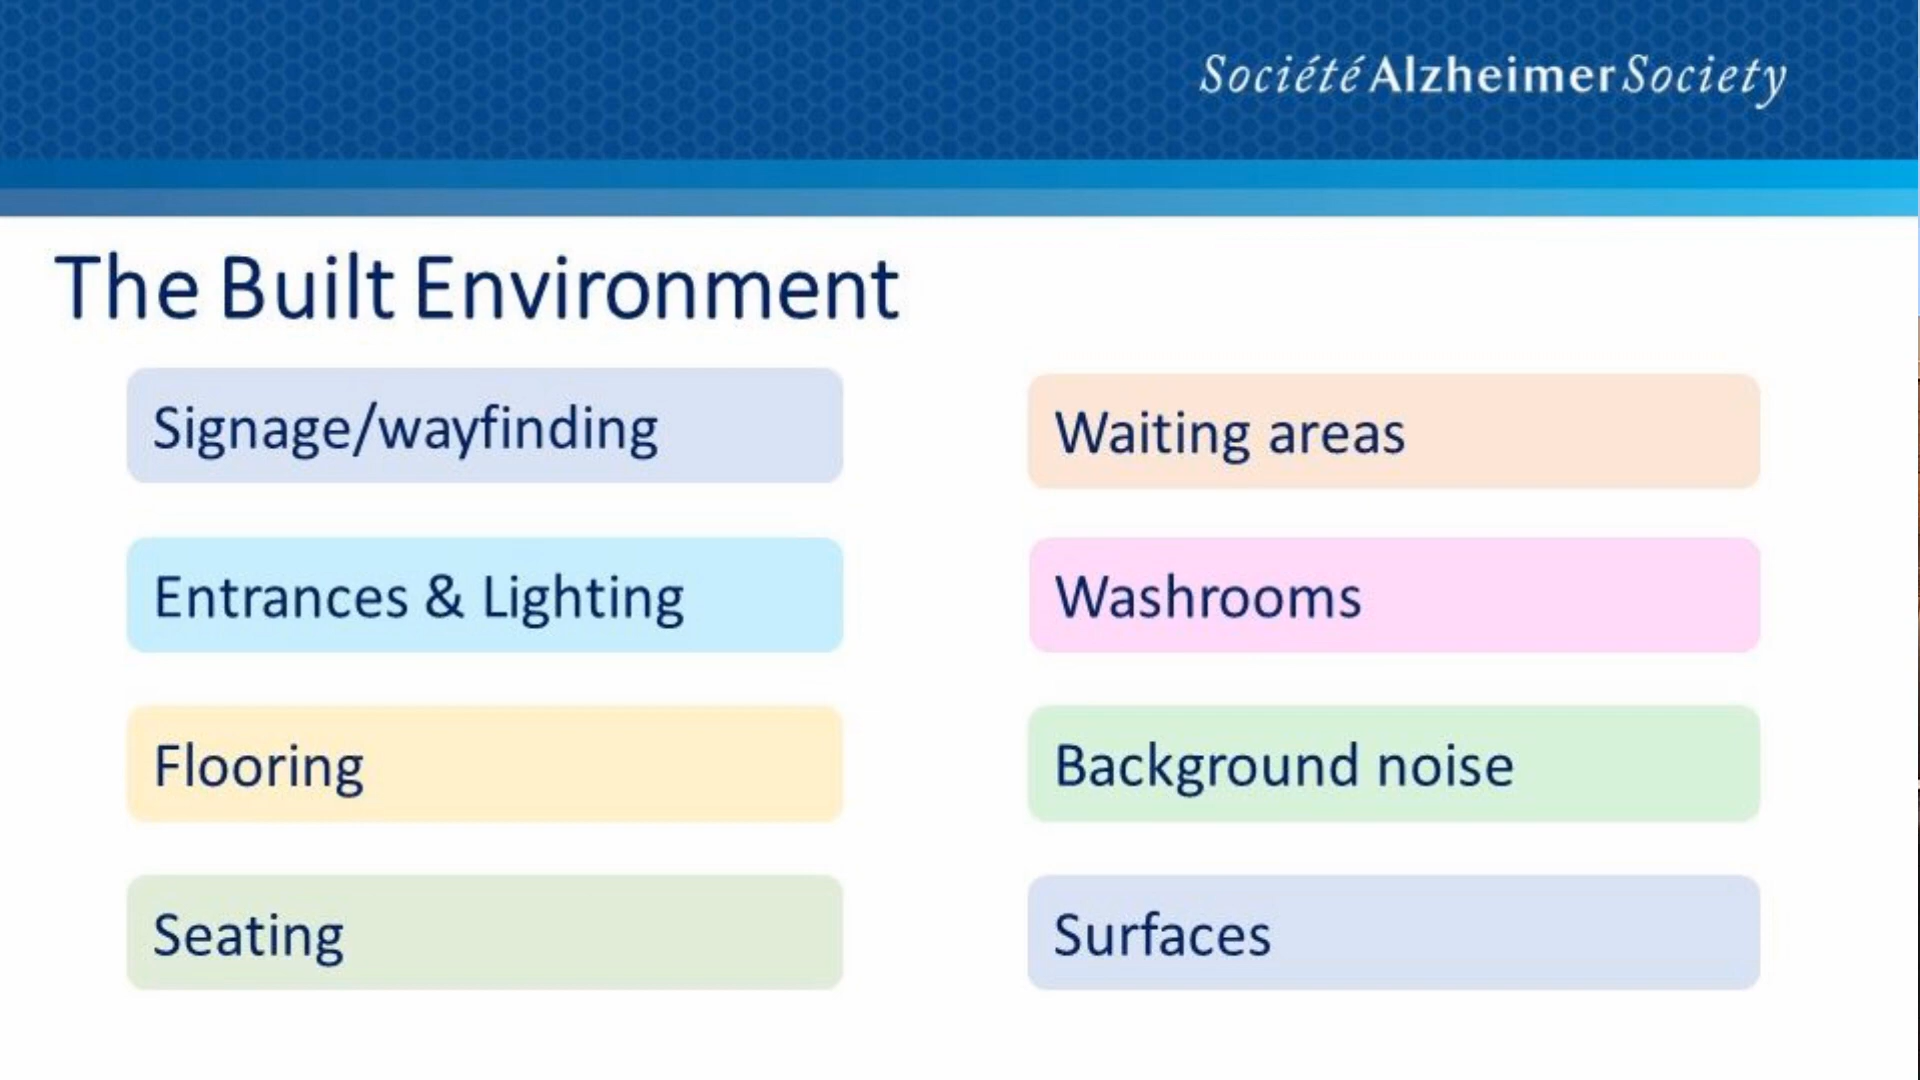 Société Alzheimer Society
The Built Environment
Signage/wayfinding
Entrances & Lighting
Flooring
Seating
Waiting areas
Washrooms
Background noise
Surfaces